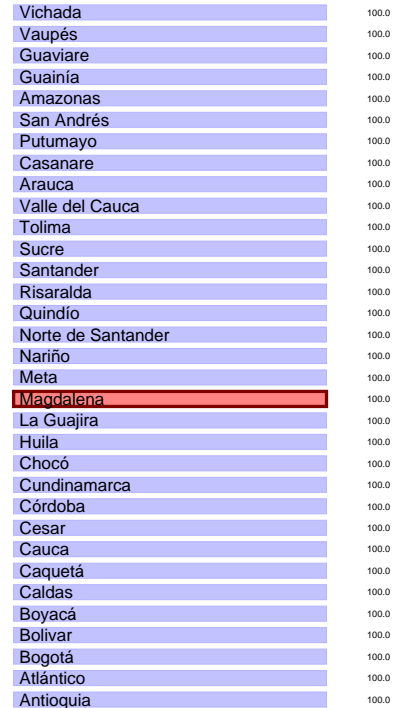 Vichada 100.0
Vaupés 100.0
Guaviare 100.0
Guainía 100.0
Amazonas 100.0
San Andrés 100.0
Putumayo 100.0
Casanare 100.0
Arauca 100.0
Valle del Cauca 100.0
Tolima 100.0
Sucre 100.0
Santander 100.0
Risaralda 100.0
Quindío 100.0
Norte de Santander 100.0
Nariño 100.0
Meta 100.0
Magdalena 100.0
La Guajira 100.0
Huila 100.0
Chocó 100.0
Cundinamarca 100.0
Córdoba 100.0
Cesar 100.0
Cauca 100.0
Caquetá 100.0
Caldas 100.0
Boyacá 100.0
Bolivar 100.0
Bogotá 100.0
Atlántico 100.0
Antioquia 100.0